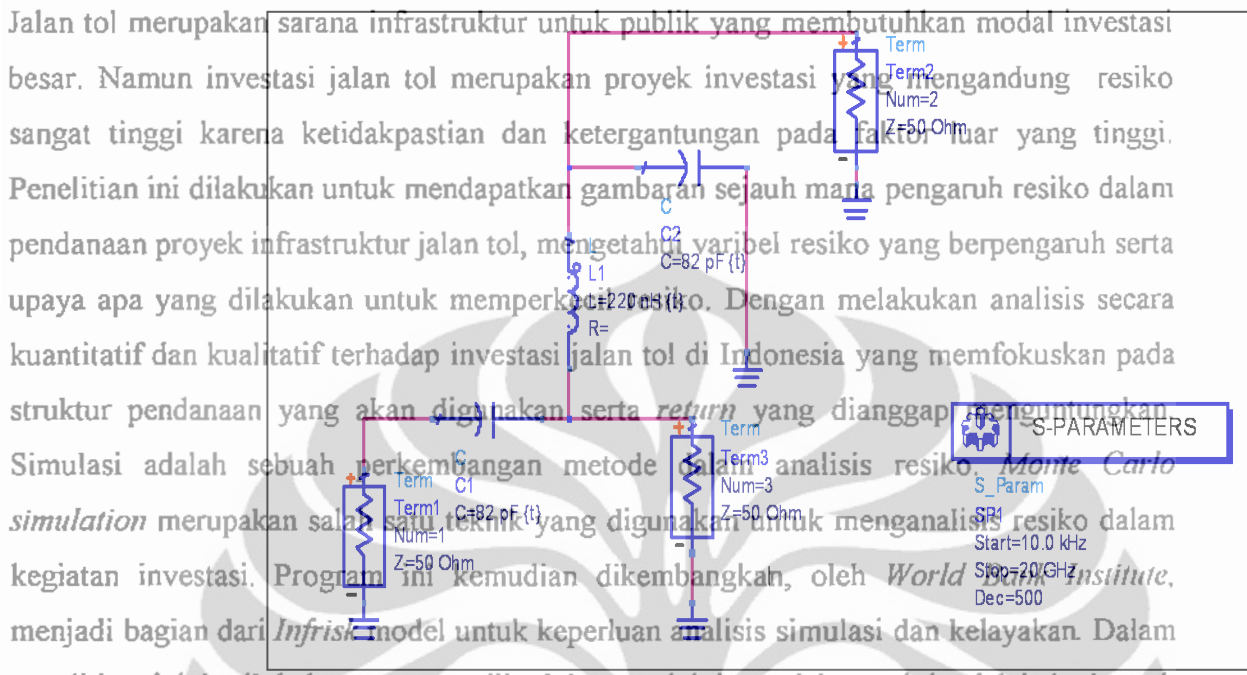 Jalan tol merupakan sarana infrastruktur untuk publik yang membutuhkan modal investasi
besar. Namun investasi jalan tol merupakan proyek investasi yang mengandung resiko
sangat tinggi karena ketidakpastian dan ketergantungan pada faktor luar yang tinggi.
Penelitian ini dilakukan untuk mendapatkan gambaran sejauh mana pengaruh resiko dalam
pendanaan proyek infrastruktur jalan tol, mengetahui varibel resiko yang berpengaruh serta
upaya apa yang dilakukan untuk memperkecil resiko. Dengan melakukan analisis secara
kuantitatif dan kualitatif terhadap investasi jalan tol di Indonesia yang memfokuskan pada
struktur pendanaan yang akan digunakan serta return yang dianggap menguntungkan.
Simulasi adalah sebuah perkembangan metode dalam analisis resiko. Monte Carlo
simulation merupakan salah satu teknik yang digunakan untuk menganalisis resiko dalam
kegiatan investasi. Program ini kemudian dikembangkan, oleh World Bank Institute,
menjadi bagian dari Infrisk model untuk keperluan analisis simulasi dan kelayakan. Dalam
Term
Term2
Num=2
Z=50 Ohm
C
C2
C=82 pF {t}
L
L1
L=220 nH {t}
R=
C
C1
C=82 pF {t}
Term
Term1
Num=1
Z=50 Ohm
Term
Term3
Num=3
Z=50 Ohm
S-PARAMETERS
S_Param
SP1
Start=10.0 kHz
Stop=20 GHz
Dec=500